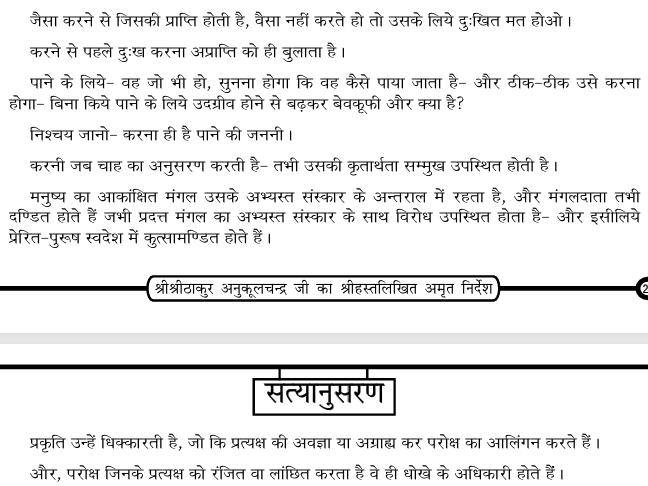 जैसा करने से जिसकी प्राप्ति होती है, वैसा नहीं करते हो तो उसके लिये दुःखित मत होओ।
करने से पहले दुःख करना अप्राप्ति को ही बुलाता है।
पाने के लिये– वह जो भी हो, सुनना होगा कि वह कैसे पाया जाता है– और ठीक-ठीक उसे करना
होगा– बिना किये पाने के लिये उदग्रीव होने से बढ़कर बेवकूफी और क्या है?
निश्चय जानो– करना ही है पाने की जननी।
करनी जब चाह का अनुसरण करती है– तभी उसकी कृतार्थता सम्मुख उपस्थित होती है।
मनुष्य का आकांक्षित मंगल उसके अभ्यस्त संस्कार के अन्तराल में रहता है, और मंगलदाता तभी
दण्डित होते हैं जभी प्रदत्त मंगल का अभ्यस्त संस्कार के साथ विरोध उपस्थित होता है– और इसीलिये
प्रेरित-पुरूष स्वदेश में कुत्सामण्डित होते हैं।
श्रीश्रीठाकुर अनुकूलचन्द्र जी का श्रीहस्तलिखित अमृत निर्देश
2
सत्यानुसरण
प्रकृति उन्हें धिक्कारती है, जो कि प्रत्यक्ष की अवज्ञा या अग्राह्य कर परोक्ष का आलिंगन करते हैं।
और, परोक्ष जिनके प्रत्यक्ष को रंजित वा लांछित करता है वे ही धोखे के अधिकारी होते हैं।